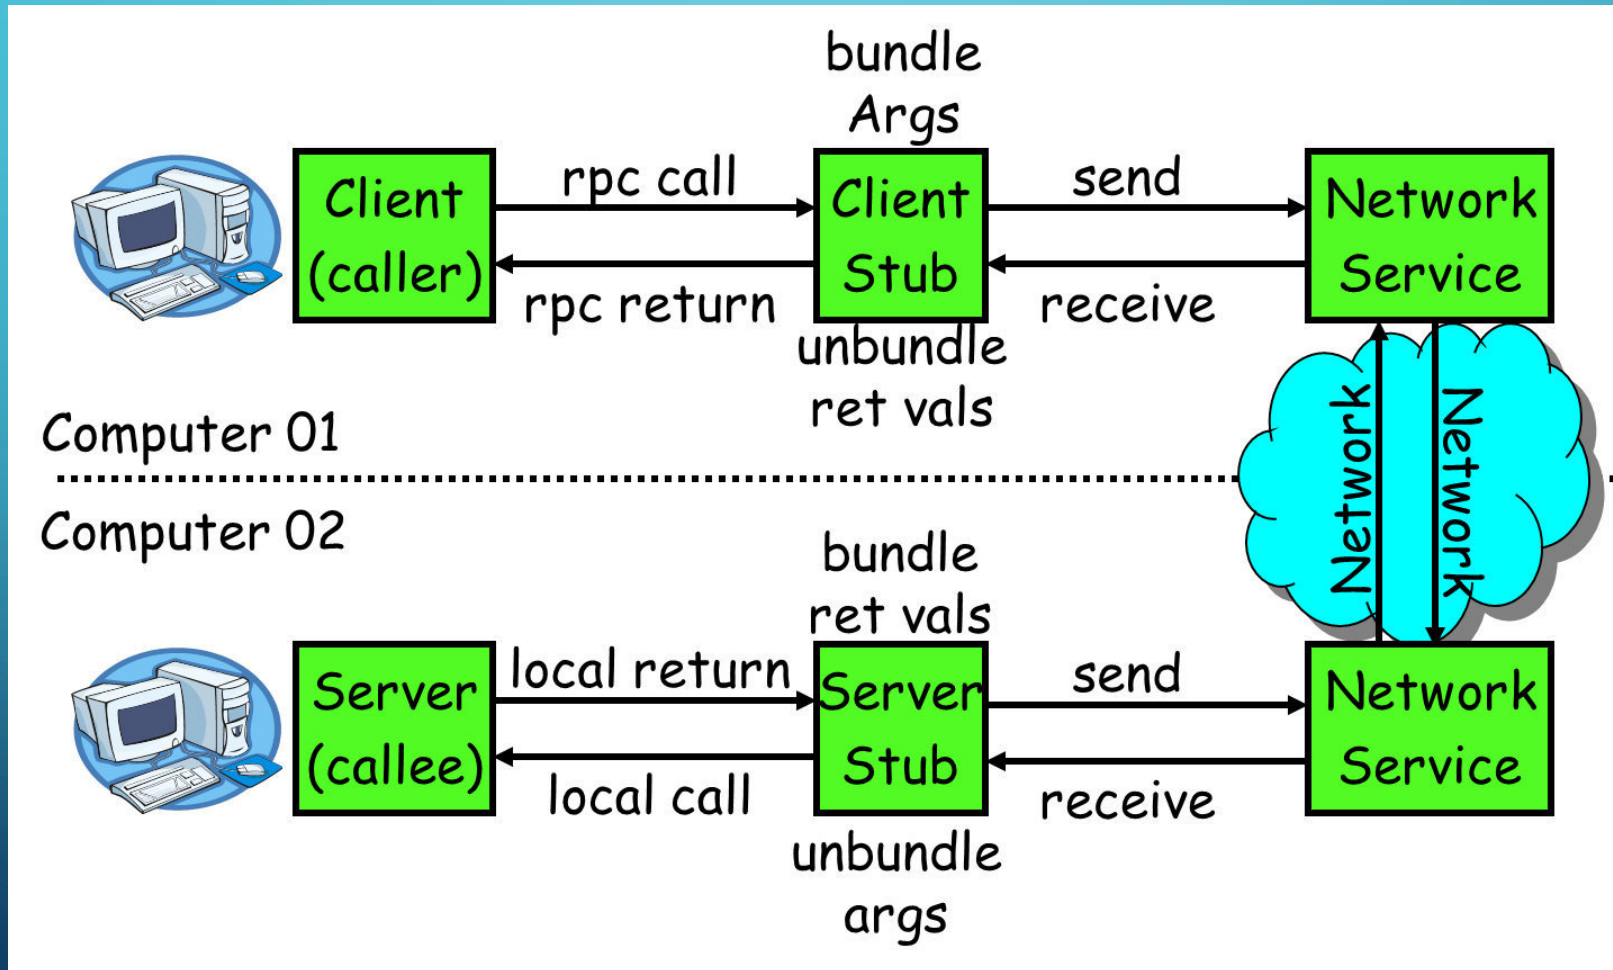 bundle
Args
Client
(caller)
rpc call
rpc return
Client
Stub
send
receive
Network
Service
unbundle
ret vals
Computer 01
Network
Network
Computer 02
bundle
ret vals
Server
(callee)
local return
local call
Server
Stub
send
receive
Network
Service
unbundle
args